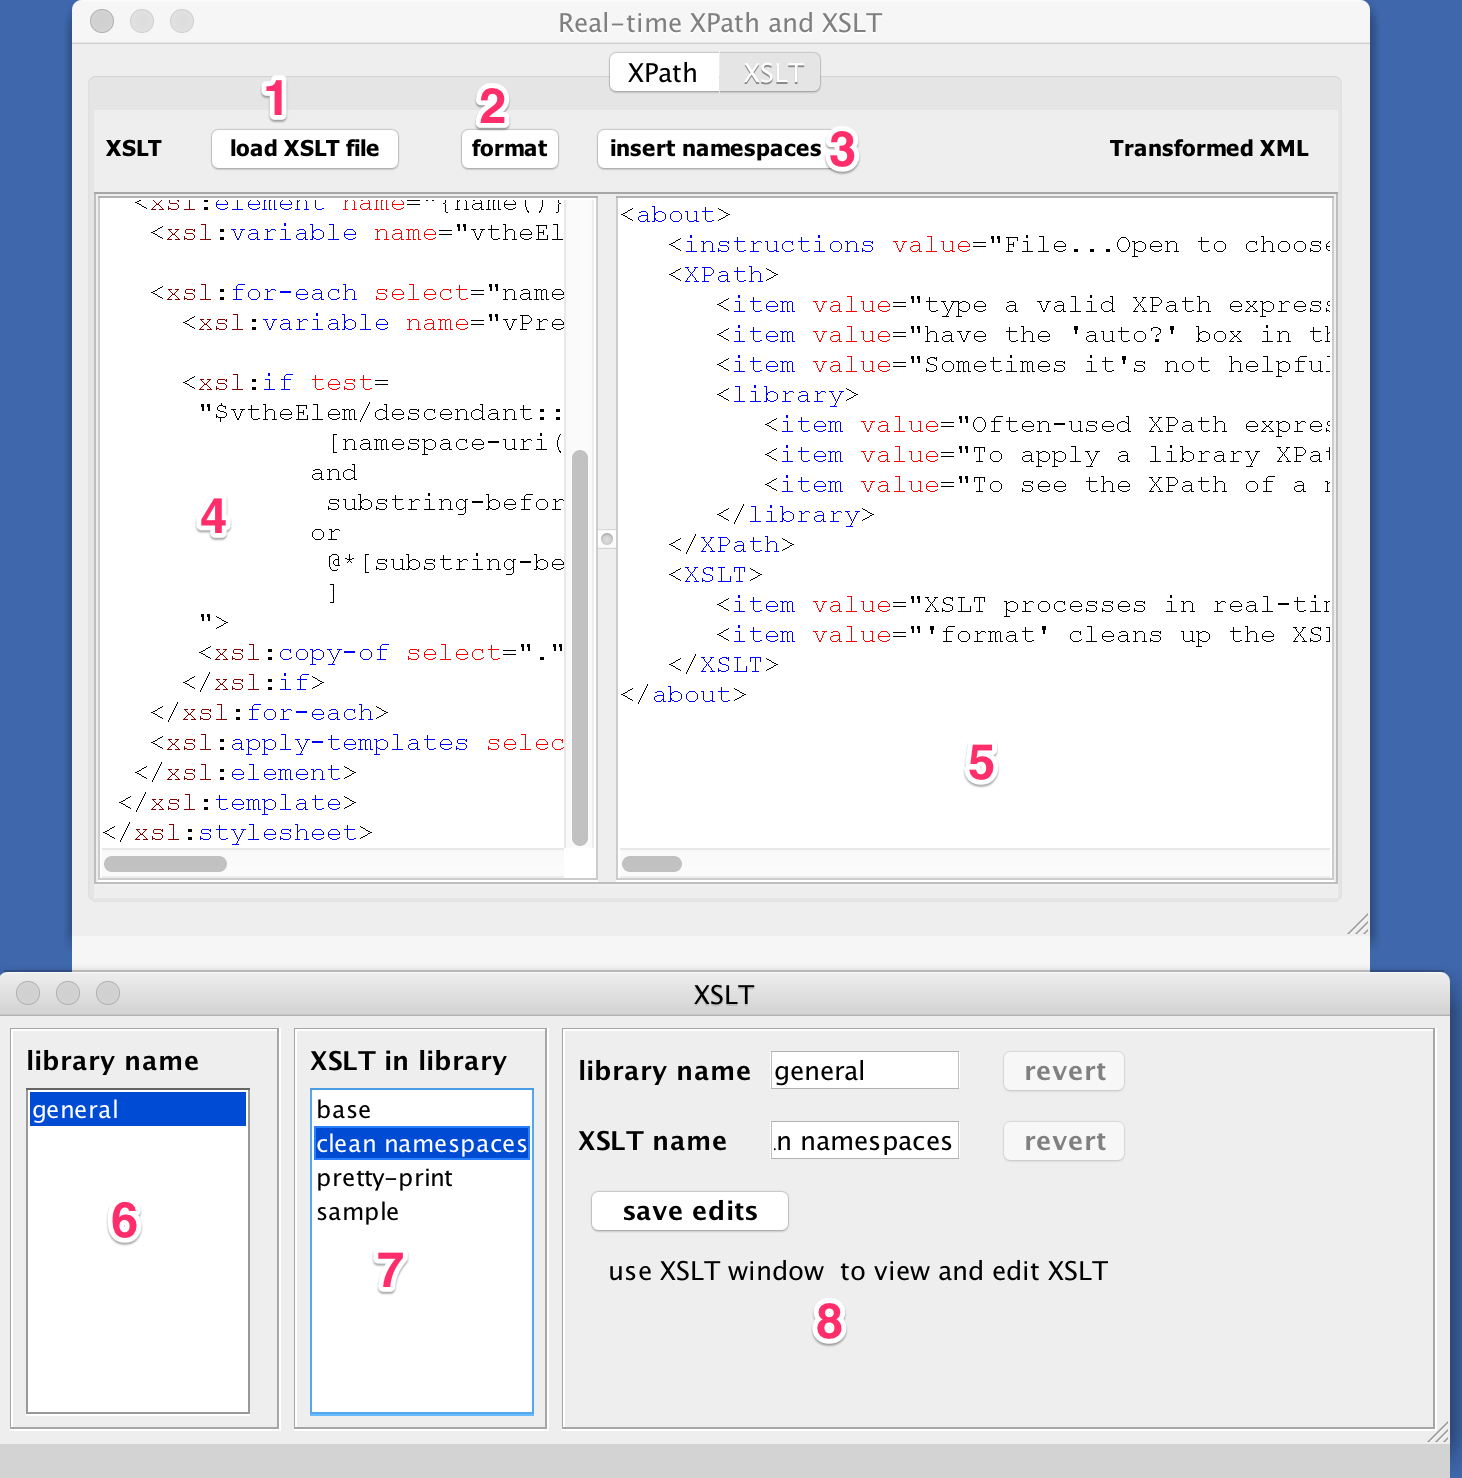 Real-time XPath and XSLT
XPath XSLT
1 2
XSLT load XSLT file format insert namespaces 3 Transformed XML
<xsl:element name="{name()}
<xsl:variable name="vtheEl
<xsl:for-each select="name
<xsl:variable name="vPre
<xsl:if test=
"$vtheElem/descendant::
[namespace-uri(
and
substring-befor
4
or
@*[substring-be
]
">
<xsl:copy-of select="."
</xsl:if>
</xsl:for-each>
<xsl:apply-templates selec
</xsl:element>
</xsl:template>
</xsl:stylesheet>
<about>
<instructions value="File...Open to choose
<XPath>
<item value="type a valid XPath express
<item value="have the 'auto?' box in th
<item value="Sometimes it's not helpful
<library>
<item value="Often-used XPath expres
<item value="To apply a library XPat
<item value="To see the XPath of a n
</library>
</XPath>
<XSLT>
<item value="XSLT processes in real-tim
<item value="'format' cleans up the XSL
</XSLT>
</about>
5
XSLT
library name
general
6
XSLT in library
base
clean namespaces
pretty-print
sample
7
library name general revert
XSLT name n namespaces revert
save edits
use XSLT window to view and edit XSLT
8